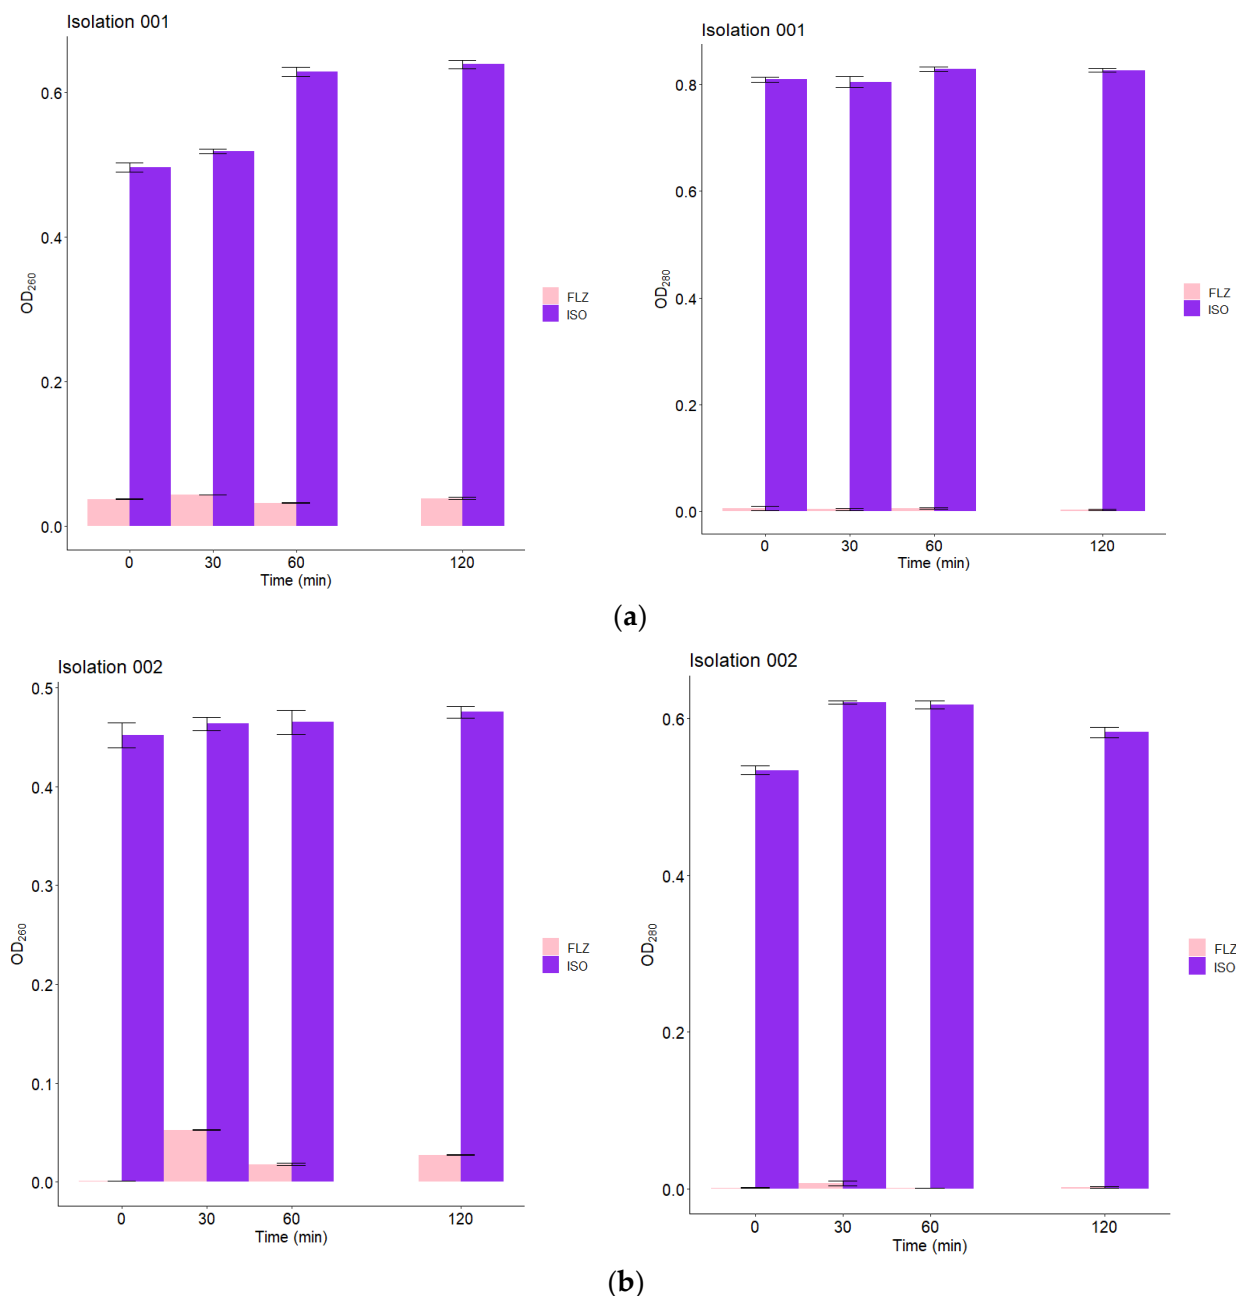 Isolation 001
0.6
0.4
0.2
0.0
OD260
0 30 60 120
Time (min)
FLZ
ISO
Isolation 001
0.8
0.6
0.4
0.2
0.0
OD280
0 30 60 120
Time (min)
FLZ
ISO
(a)
Isolation 002
0.5
0.4
0.3
0.2
0.1
0.0
OD260
0 30 60 120
Time (min)
FLZ
ISO
Isolation 002
0.6
0.4
0.2
0.0
OD280
0 30 60 120
Time (min)
FLZ
ISO
(b)